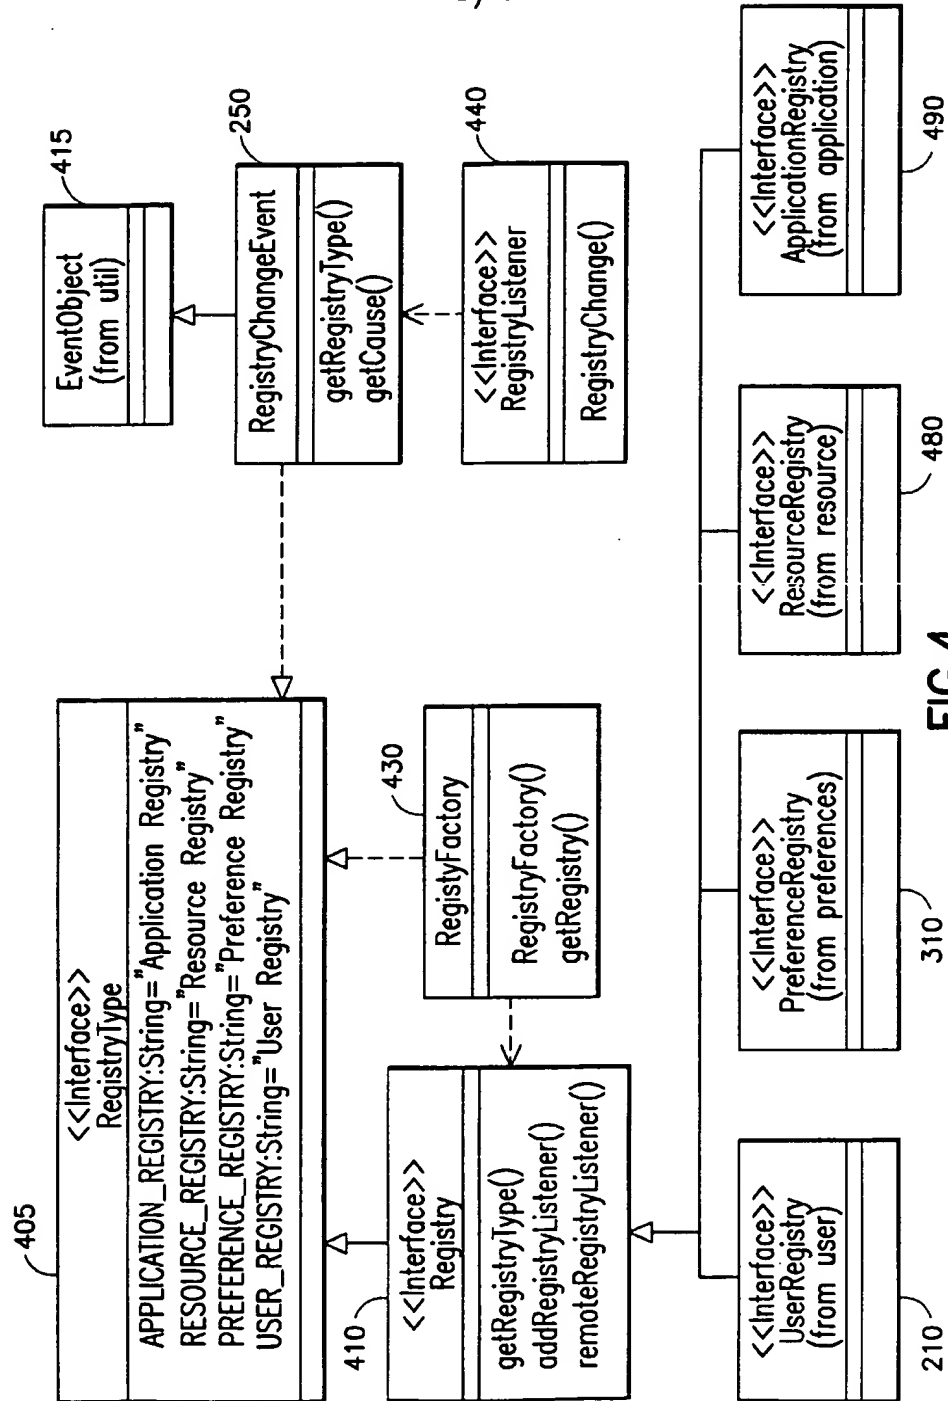 405
<<Interface>>
RegistryType
APPLICATION_REGISTRY:String="Application Registry"
RESOURCE_REGISTRY:String="Resource Registry"
PREFERENCE_REGISTRY:String="Preference Registry"
USER_REGISTRY:String="User Registry"
415
EventObject
(from util)
250
RegistryChangeEvent
getRegistryType()
getCause()
410
<<Interface>>
Registry
getRegistryType()
addRegistryListener()
remoteRegistryListener()
430
RegistyFactory
RegistryFactory()
getRegistry()
440
<<Interface>>
RegistryListener
RegistryChange()
<<Interface>>
UserRegistry
(from user)
210
<<Interface>>
PreferenceRegistry
(from preferences)
310
<<Interface>>
ResourceRegistry
(from resource)
480
<<Interface>>
ApplicationRegistry
(from application)
490